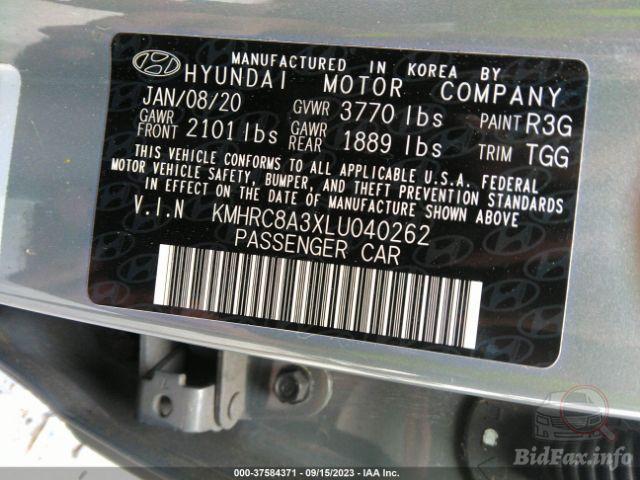 MANUFACTURED IN KOREA BY
HYUNDAI MOTOR COMPANY
JAN/08/20 GVWR 3770 lbs PAINT R3G
GAWR FRONT 2101 lbs GAWR REAR 1889 lbs TRIM TGG
THIS VEHICLE CONFORMS TO ALL APPLICABLE U.S.A. FEDERAL
MOTOR VEHICLE SAFETY, BUMPER, AND THEFT PREVENTION STANDARDS
IN EFFECT ON THE DATE OF MANUFACTURE SHOWN ABOVE
V.I.N KMHRC8A3XLU040262
PASSENGER CAR
BidFax.info
000-37584371 - 09/15/2023 - IAA Inc.